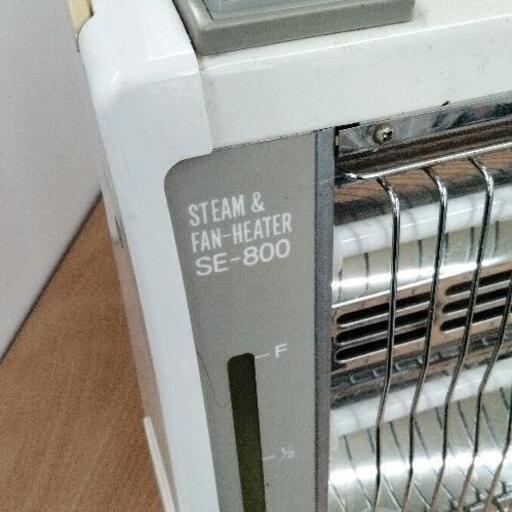 STEAM &
FAN-HEATER
SE-800
F
½